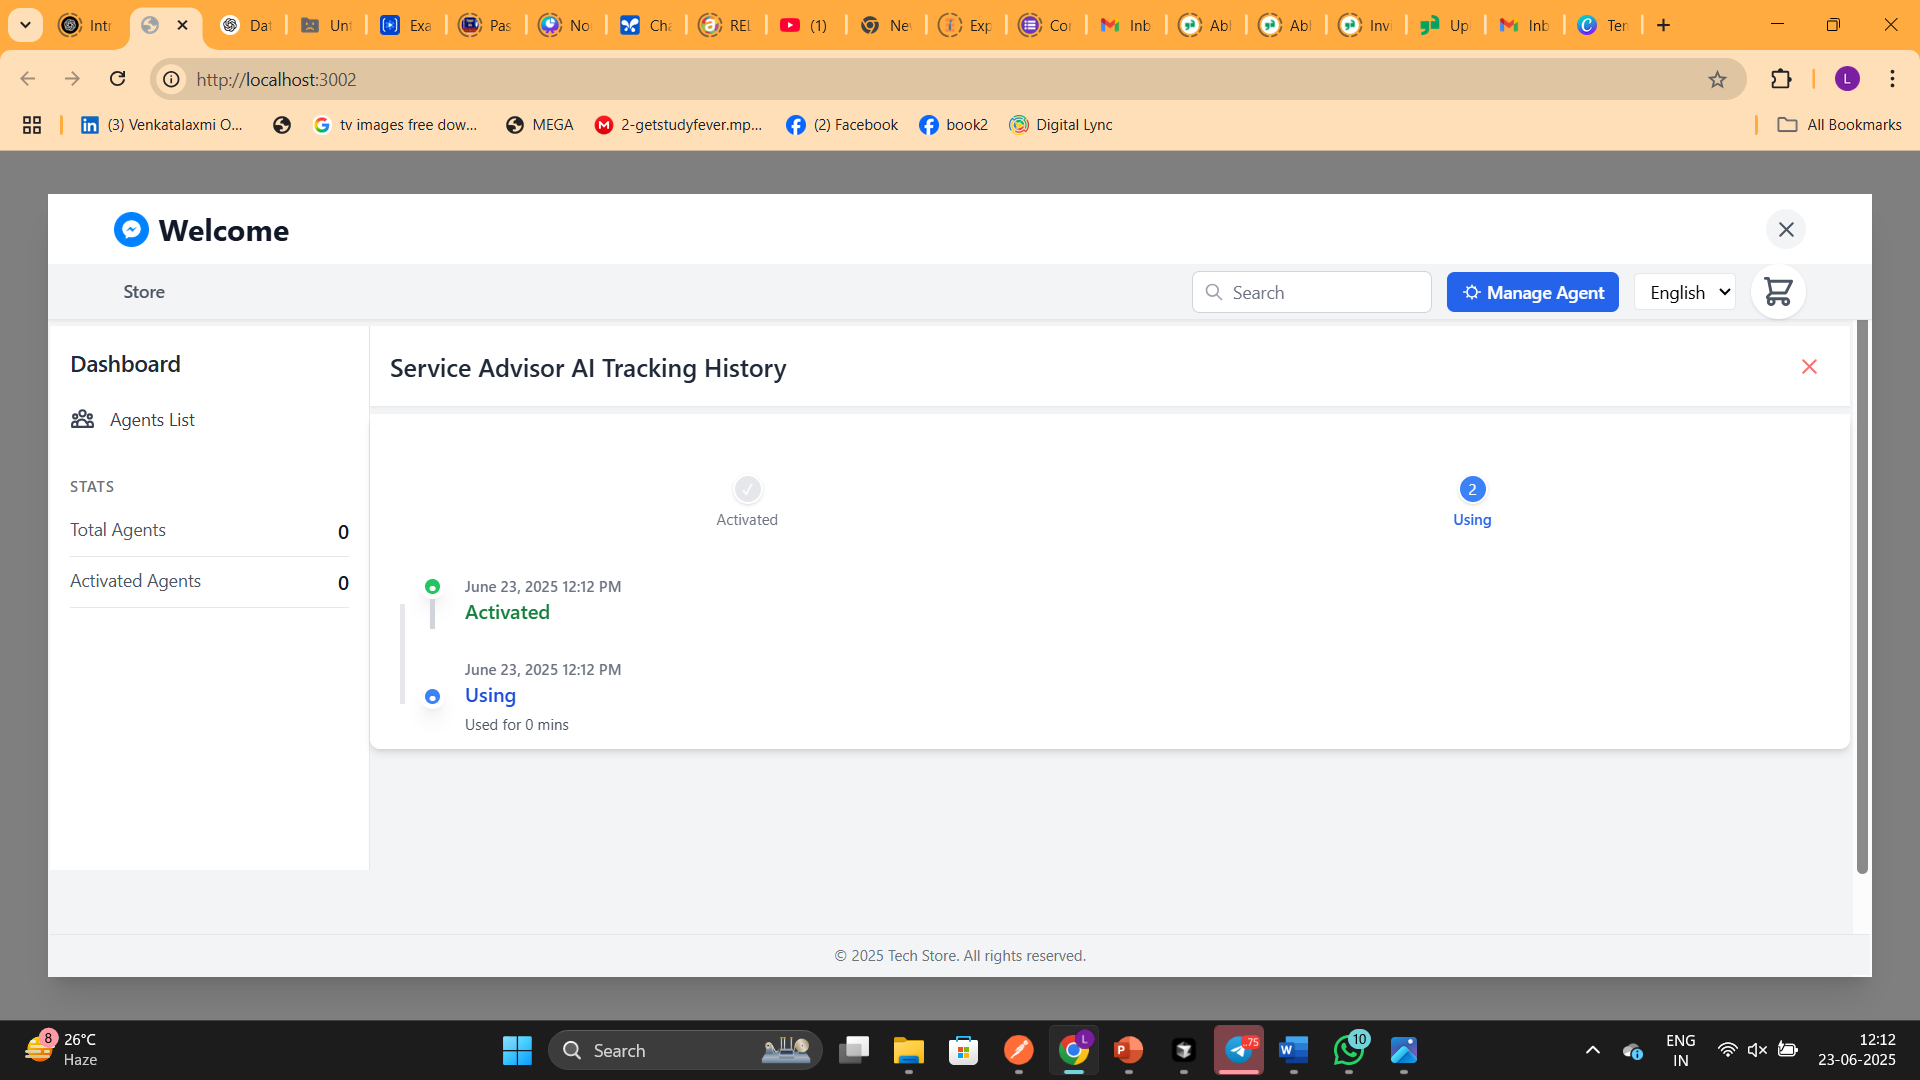 Intr
Dat
Unt
Exa
Pas
No
Cha
REL
(1)
Ne
Exp
Cor
Inb
Abl
Abl
Invi
Upl
Inb
Ten
http://localhost:3002
L
(3) Venkatalaxmi O...
tv images free dow...
MEGA
2-getstudyfever.mp...
(2) Facebook
book2
Digital Lync
All Bookmarks
Welcome
Store
Search
Manage Agent
English
Dashboard
Agents List
STATS
Total Agents 0
Activated Agents 0
Service Advisor AI Tracking History
✓
Activated
2
Using
June 23, 2025 12:12 PM
Activated
June 23, 2025 12:12 PM
Using
Used for 0 mins
© 2025 Tech Store. All rights reserved.
8
26°C
Haze
Search
L
P
.75
W
10
ENG
IN
12:12
23-06-2025